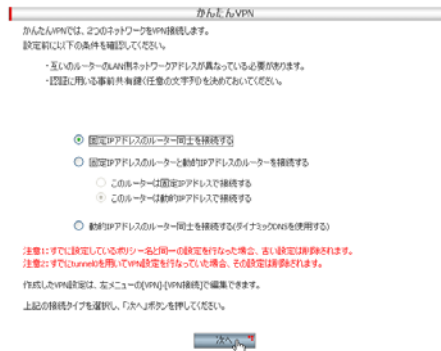 かんたんVPN
かんたんVPNでは、2つのネットワークをVPN接続します。
設定前に以下の条件を確認してください。
・互いのルーターのLAN側ネットワークアドレスが異なっている必要があります。
・認証に用いる事前共有鍵(任意の文字列)を決めておいてください。
固定IPアドレスのルーター同士を接続する
固定IPアドレスのルーターと動的IPアドレスのルーターを接続する
このルーターは固定IPアドレスで接続する
このルーターは動的IPアドレスで接続する
動的IPアドレスのルーター同士を接続する(ダイナミックDNSを使用する)
注意1:すでに設定しているポリシー名と同一の設定を行なった場合、古い設定は削除されます。
注意2:すでにtunnel0を用いてVPN設定を行なっていた場合、その設定は削除されます。
作成したVPN設定は、左メニューの[VPN]-[VPN接続]で編集できます。
上記の接続タイプを選択し、「次へ」ボタンを押してください。
次へ